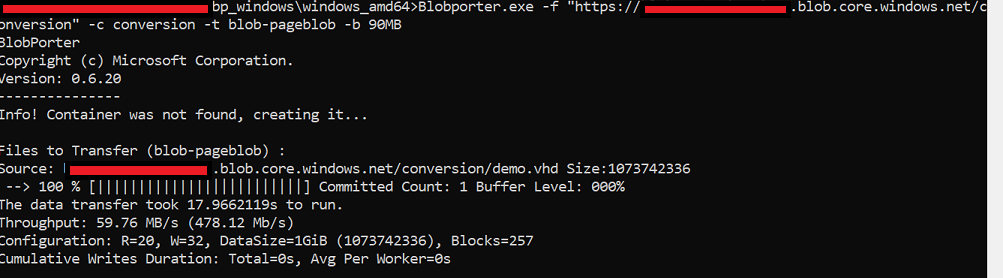 bp_windows\windows_amd64>Blobporter.exe -f "https:// .blob.core.windows.net/c
onversion" -c conversion -t blob-pageblob -b 90MB
BlobPorter
Copyright (c) Microsoft Corporation.
Version: 0.6.20
---------------
Info! Container was not found, creating it...
Files to Transfer (blob-pageblob) :
Source: .blob.core.windows.net/conversion/demo.vhd Size:1073742336
--> 100 % [|||||||||||||||||||||||||] Committed Count: 1 Buffer Level: 000%
The data transfer took 17.9662119s to run.
Throughput: 59.76 MB/s (478.12 Mb/s)
Configuration: R=20, W=32, DataSize=1GiB (1073742336), Blocks=257
Cumulative Writes Duration: Total=0s, Avg Per Worker=0s